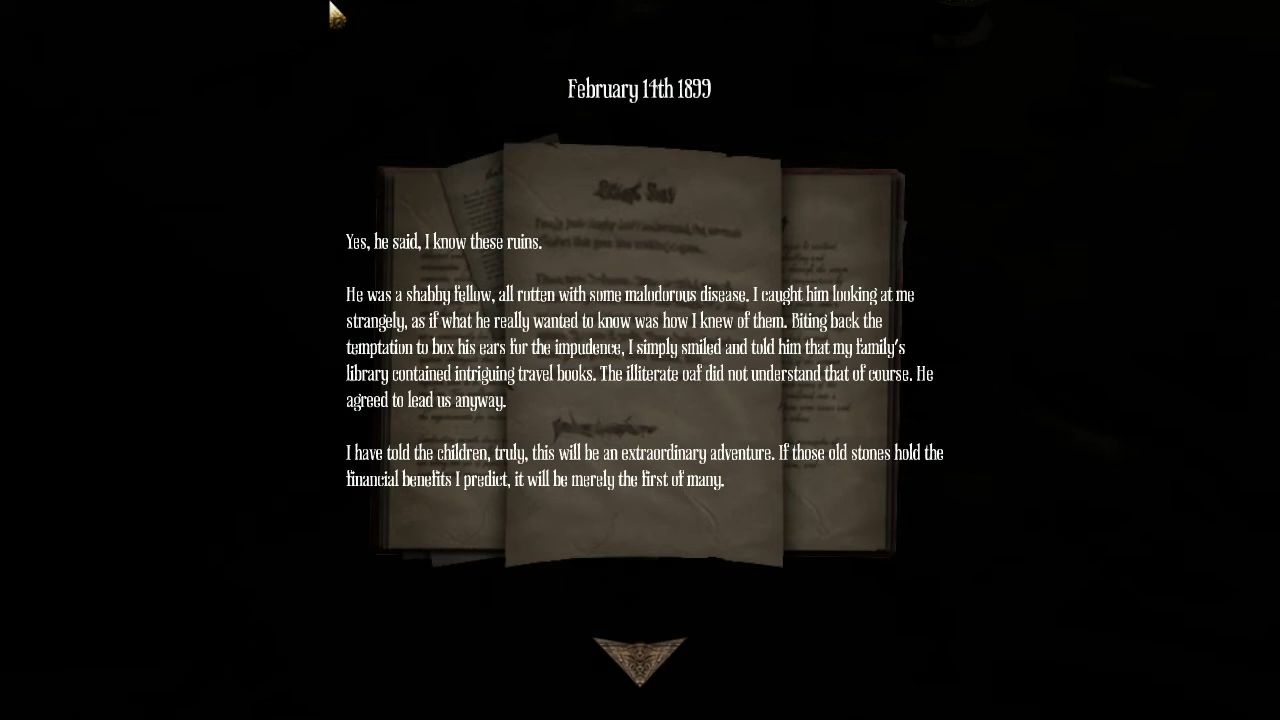 February 14th 1899
Yes, he said, I know these ruins.
He was a shabby fellow, all rotten with some malodorous disease. I caught him looking at me
strangely, as if what he really wanted to know was how I knew of them. Biting back the
temptation to box his ears for the impudence, I simply smiled and told him that my family's
library contained intriguing travel books. The illiterate oaf did not understand that of course. He
agreed to lead us anyway.
I have told the children, truly, this will be an extraordinary adventure. If those old stones hold the
financial benefits I predict, it will be merely the first of many.